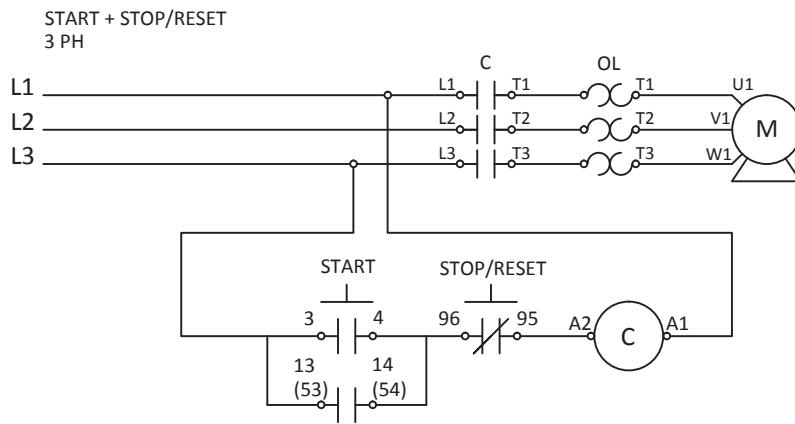 START + STOP/RESET
3 PH
C OL
L1 L1 T1 T1 U1
L2 L2 T2 T2 V1 M
L3 L3 T3 T3 W1
START STOP/RESET
3 4 96 95 A2 C A1
13 14
(53) (54)